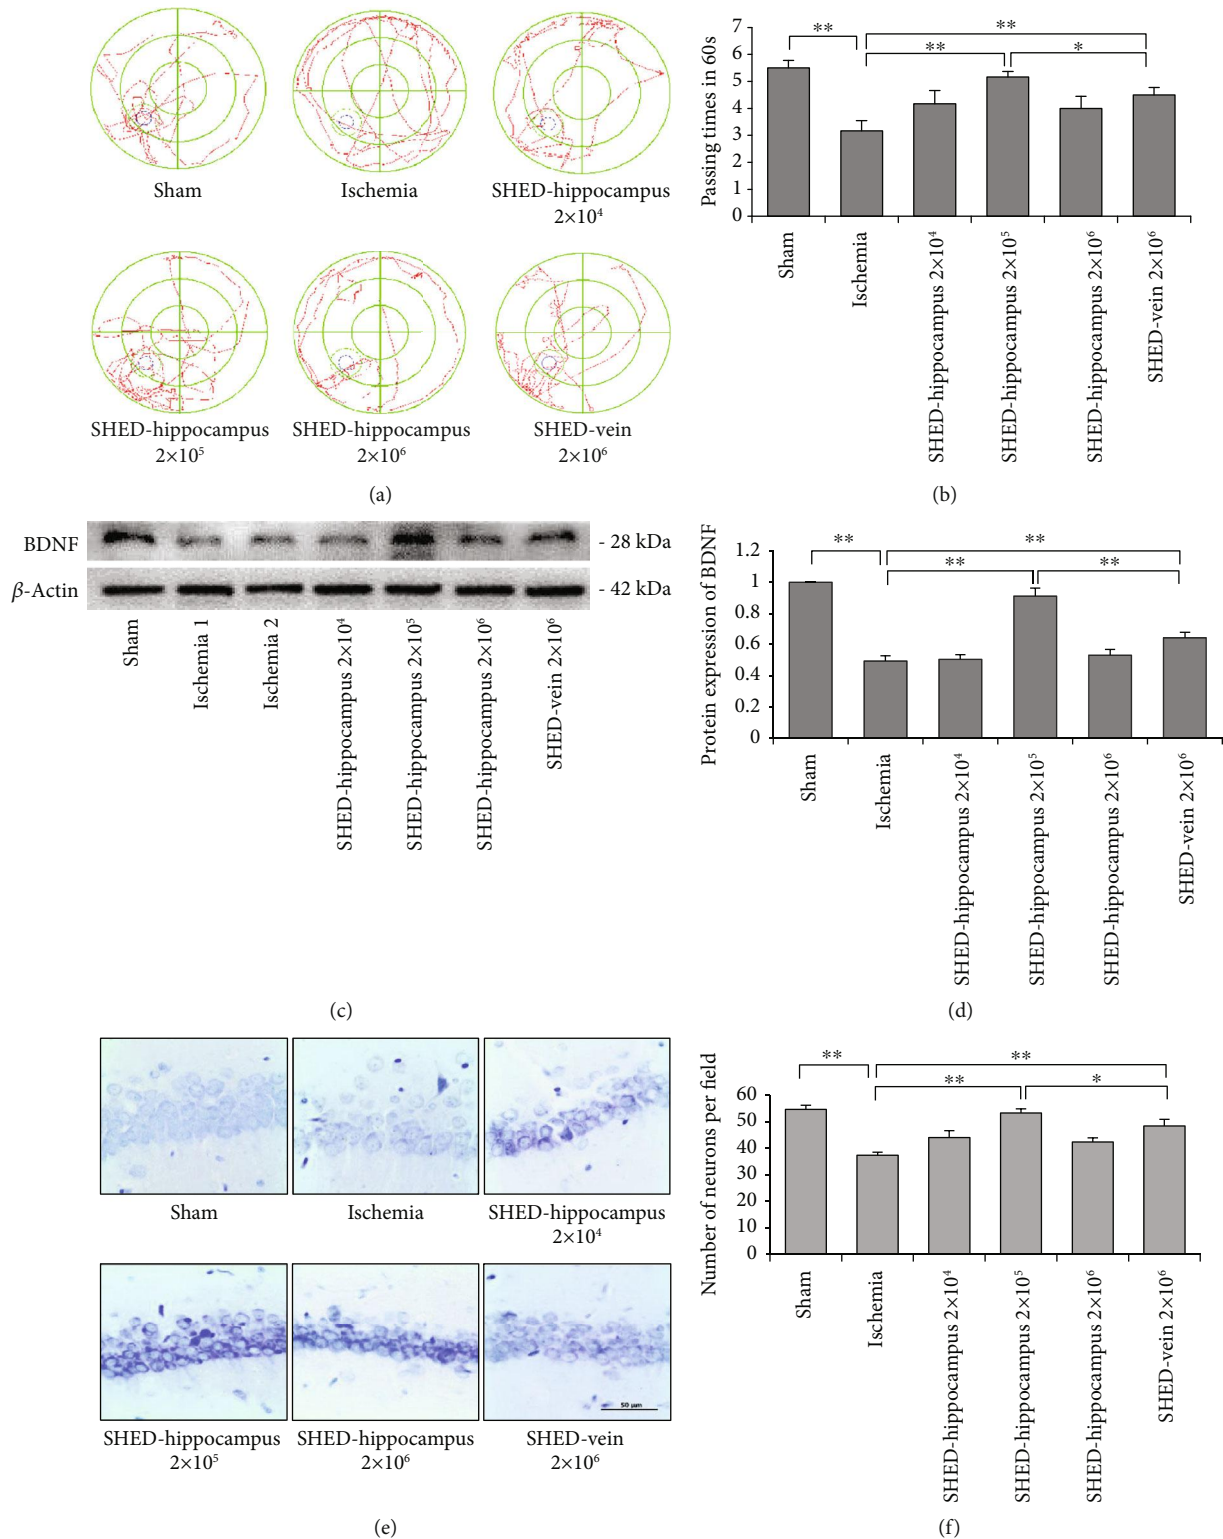 Sham
Ischemia
SHED-hippocampus
2×10⁴
SHED-hippocampus
2×10⁵
SHED-hippocampus
2×10⁶
SHED-vein
2×10⁶
(a)
Passing times in 60s
7
6
5
4
3
2
1
0
**
**
**
*
Sham
Ischemia
SHED-hippocampus 2×10⁴
SHED-hippocampus 2×10⁵
SHED-hippocampus 2×10⁶
SHED-vein 2×10⁶
(b)
BDNF
- 28 kDa
β-Actin
- 42 kDa
Sham
Ischemia 1
Ischemia 2
SHED-hippocampus 2×10⁴
SHED-hippocampus 2×10⁵
SHED-hippocampus 2×10⁶
SHED-vein 2×10⁶
(c)
Protein expression of BDNF
1.2
1
0.8
0.6
0.4
0.2
0
**
**
**
**
Sham
Ischemia
SHED-hippocampus 2×10⁴
SHED-hippocampus 2×10⁵
SHED-hippocampus 2×10⁶
SHED-vein 2×10⁶
(d)
Sham
Ischemia
SHED-hippocampus
2×10⁴
50 μm
SHED-hippocampus
2×10⁵
SHED-hippocampus
2×10⁶
SHED-vein
2×10⁶
(e)
Number of neurons per field
60
50
40
30
20
10
0
**
**
**
*
Sham
Ischemia
SHED-hippocampus 2×10⁴
SHED-hippocampus 2×10⁵
SHED-hippocampus 2×10⁶
SHED-vein 2×10⁶
(f)